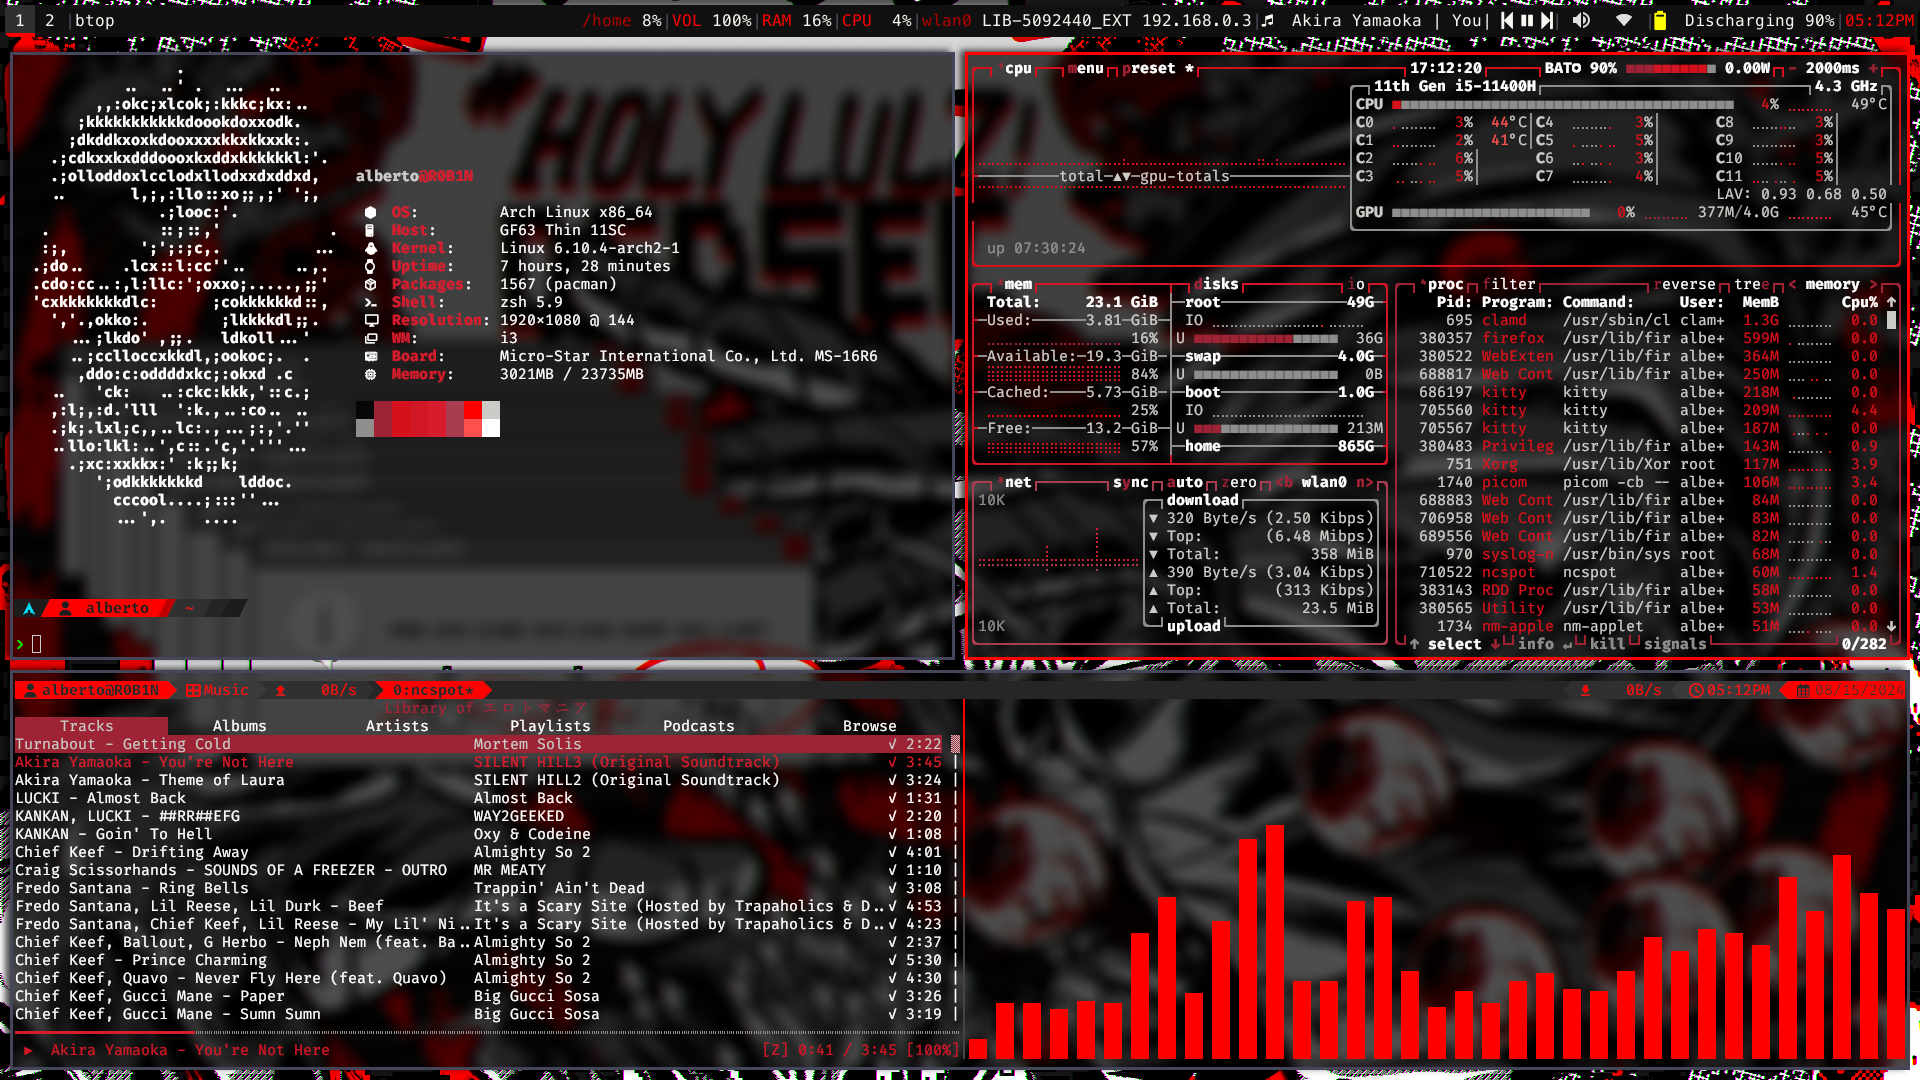 1 2 |btop
/home 8%|VOL 100%|RAM 16%|CPU 4%|wlan0 LIB-5092440_EXT 192.168.0.3|♬ Akira Yamaoka | You| Discharging 90%|05:12PM
"HOLY LULZ!
alberto@R0B1N
OS: Arch Linux x86_64
Host: GF63 Thin 11SC
Kernel: Linux 6.10.4-arch2-1
Uptime: 7 hours, 28 minutes
Packages: 1567 (pacman)
Shell: zsh 5.9
Resolution: 1920x1080 @ 144
WM: i3
Board: Micro-Star International Co., Ltd. MS-16R6
Memory: 3021MB / 23735MB
alberto ~
>
cpu menu preset * 17:12:20 BAT0 90% 0.00W - 2000ms +
11th Gen i5-11400H 4.3 GHz
CPU 4% 49°C
C0 3% 44°C C4 3% C8 3%
C1 2% 41°C C5 5% C9 3%
C2 6% C6 3% C10 5%
C3 5% C7 4% C11 5%
total ▲▼ gpu-totals
LAV: 0.93 0.68 0.50
GPU 0% 377M/4.0G 45°C
up 07:30:24
mem
Total: 23.1 GiB
Used: 3.81 GiB
16%
Available: 19.3 GiB
84%
Cached: 5.73 GiB
25%
Free: 13.2 GiB
57%
disks io
root 49G
IO
U 36G
swap 4.0G
U 0B
boot 1.0G
IO
U 213M
home 865G
net sync auto zero <b wlan0 n>
10K
download
▼ 320 Byte/s (2.50 Kibps)
▼ Top: (6.48 Mibps)
▼ Total: 358 MiB
▲ 390 Byte/s (3.04 Kibps)
▲ Top: (313 Kibps)
▲ Total: 23.5 MiB
upload
10K
proc filter reverse tree < memory >
Pid: Program: Command: User: MemB Cpu% ↑
695 clamd /usr/sbin/cl clam+ 1.3G 0.0
380357 firefox /usr/lib/fir albe+ 599M 0.0
380522 WebExten /usr/lib/fir albe+ 364M 0.0
688817 Web Cont /usr/lib/fir albe+ 250M 0.0
686197 kitty kitty albe+ 218M 0.0
705560 kitty kitty albe+ 209M 4.4
705567 kitty kitty albe+ 187M 0.0
380483 Privileg /usr/lib/fir albe+ 143M 0.9
751 Xorg /usr/lib/Xor root 117M 3.9
1740 picom picom -cb -- albe+ 106M 3.4
688883 Web Cont /usr/lib/fir albe+ 84M 0.0
706958 Web Cont /usr/lib/fir albe+ 83M 0.0
689556 Web Cont /usr/lib/fir albe+ 82M 0.0
970 syslog-n /usr/bin/sys root 68M 0.0
710522 ncspot ncspot albe+ 60M 1.4
383143 RDD Proc /usr/lib/fir albe+ 58M 0.0
380565 Utility /usr/lib/fir albe+ 53M 0.0
1734 nm-apple nm-applet albe+ 51M 0.0 ↓
↑ select ↓ info ↵ kill signals 0/282
alberto@R0B1N Music 0B/s 0:ncspot* 0B/s 05:12PM 08/15/2024
Library of エロトマニア
Tracks Albums Artists Playlists Podcasts Browse
Turnabout - Getting Cold Mortem Solis √ 2:22
Akira Yamaoka - You're Not Here SILENT HILL3 (Original Soundtrack) √ 3:45
Akira Yamaoka - Theme of Laura SILENT HILL2 (Original Soundtrack) √ 3:24
LUCKI - Almost Back Almost Back √ 1:31
KANKAN, LUCKI - ##RR##EFG WAY2GEEKED √ 2:20
KANKAN - Goin' To Hell Oxy & Codeine √ 1:08
Chief Keef - Drifting Away Almighty So 2 √ 4:01
Craig Scissorhands - SOUNDS OF A FREEZER - OUTRO MR MEATY √ 1:10
Fredo Santana - Ring Bells Trappin' Ain't Dead √ 3:08
Fredo Santana, Lil Reese, Lil Durk - Beef It's a Scary Site (Hosted by Trapaholics & D..√ 4:53
Fredo Santana, Chief Keef, Lil Reese - My Lil' Ni.. It's a Scary Site (Hosted by Trapaholics & D..√ 4:23
Chief Keef, Ballout, G Herbo - Neph Nem (feat. Ba.. Almighty So 2 √ 2:37
Chief Keef - Prince Charming Almighty So 2 √ 5:30
Chief Keef, Quavo - Never Fly Here (feat. Quavo) Almighty So 2 √ 4:30
Chief Keef, Gucci Mane - Paper Big Gucci Sosa √ 3:26
Chief Keef, Gucci Mane - Sumn Sumn Big Gucci Sosa √ 3:19
▶ Akira Yamaoka - You're Not Here [Z] 0:41 / 3:45 [100%]